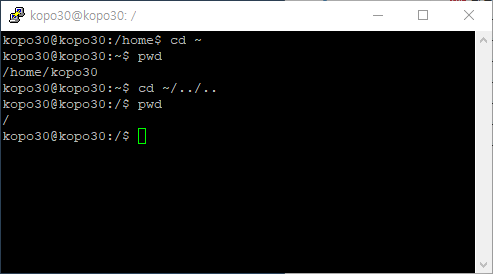 kopo30@kopo30: /
kopo30@kopo30:/home$ cd ~
kopo30@kopo30:~$ pwd
/home/kopo30
kopo30@kopo30:~$ cd ~/../..
kopo30@kopo30:/$ pwd
/
kopo30@kopo30:/$